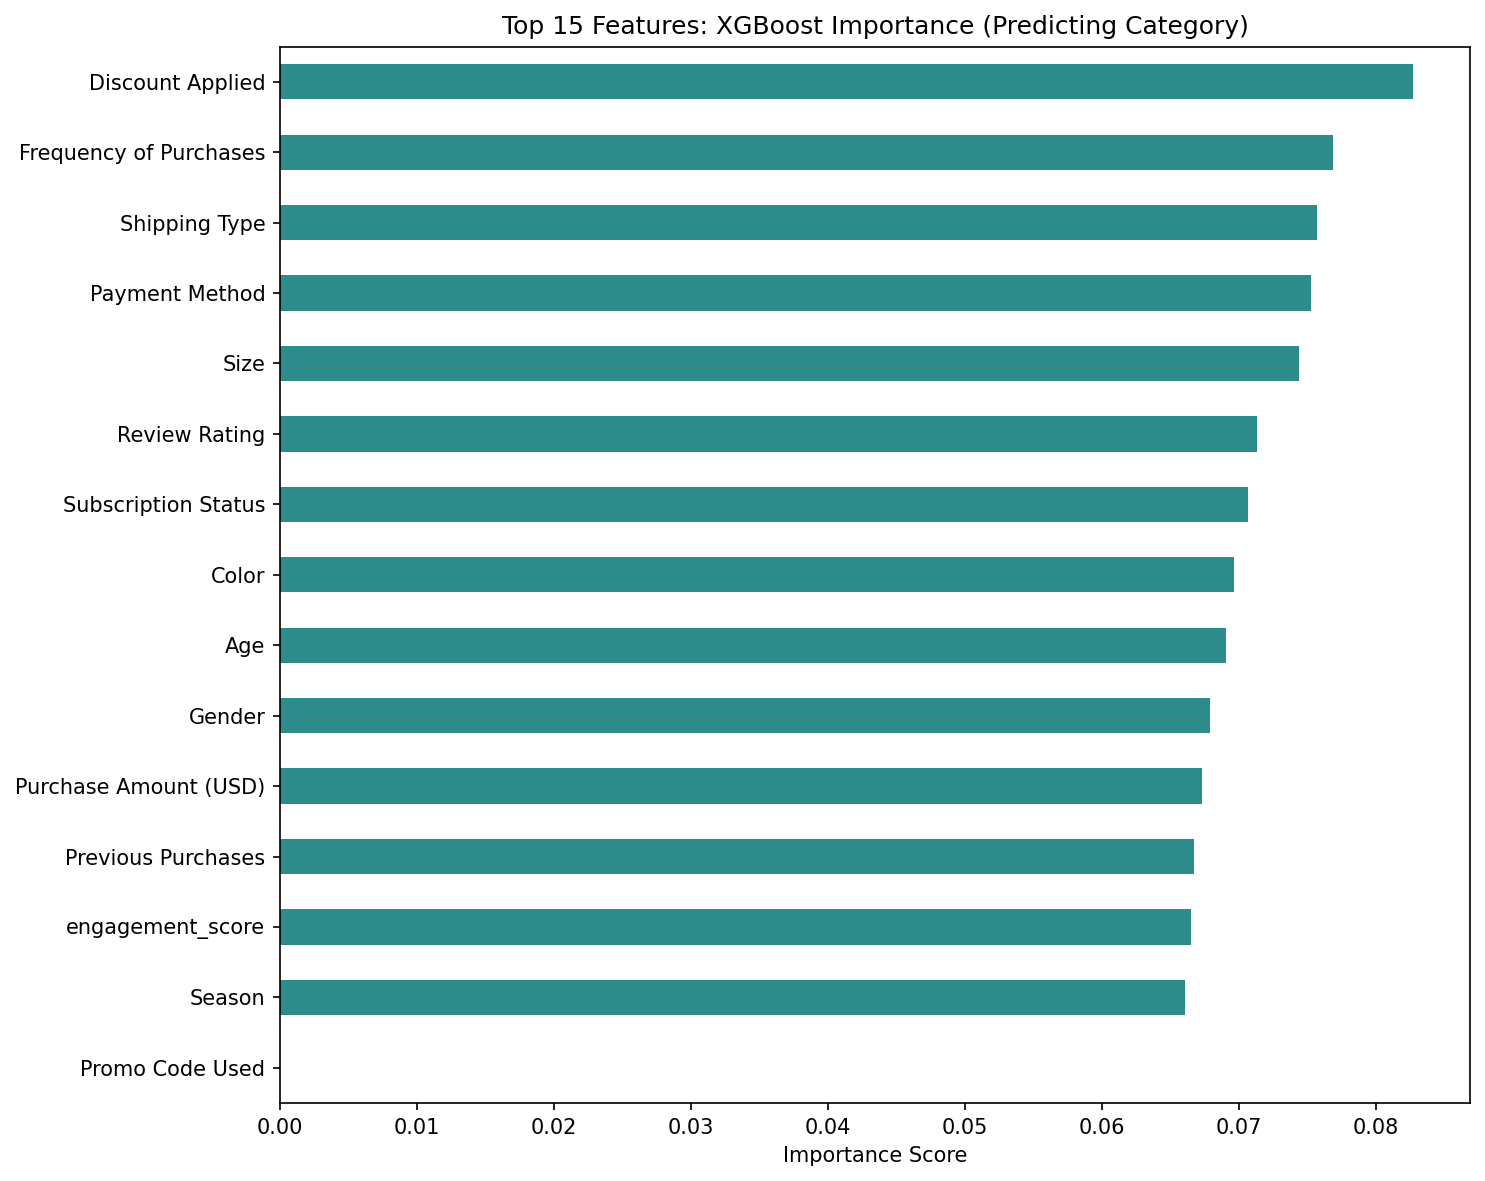 Top 15 Features: XGBoost Importance (Predicting Category)
Discount Applied
Frequency of Purchases
Shipping Type
Payment Method
Size
Review Rating
Subscription Status
Color
Age
Gender
Purchase Amount (USD)
Previous Purchases
engagement_score
Season
Promo Code Used
0.00 0.01 0.02 0.03 0.04 0.05 0.06 0.07 0.08
Importance Score